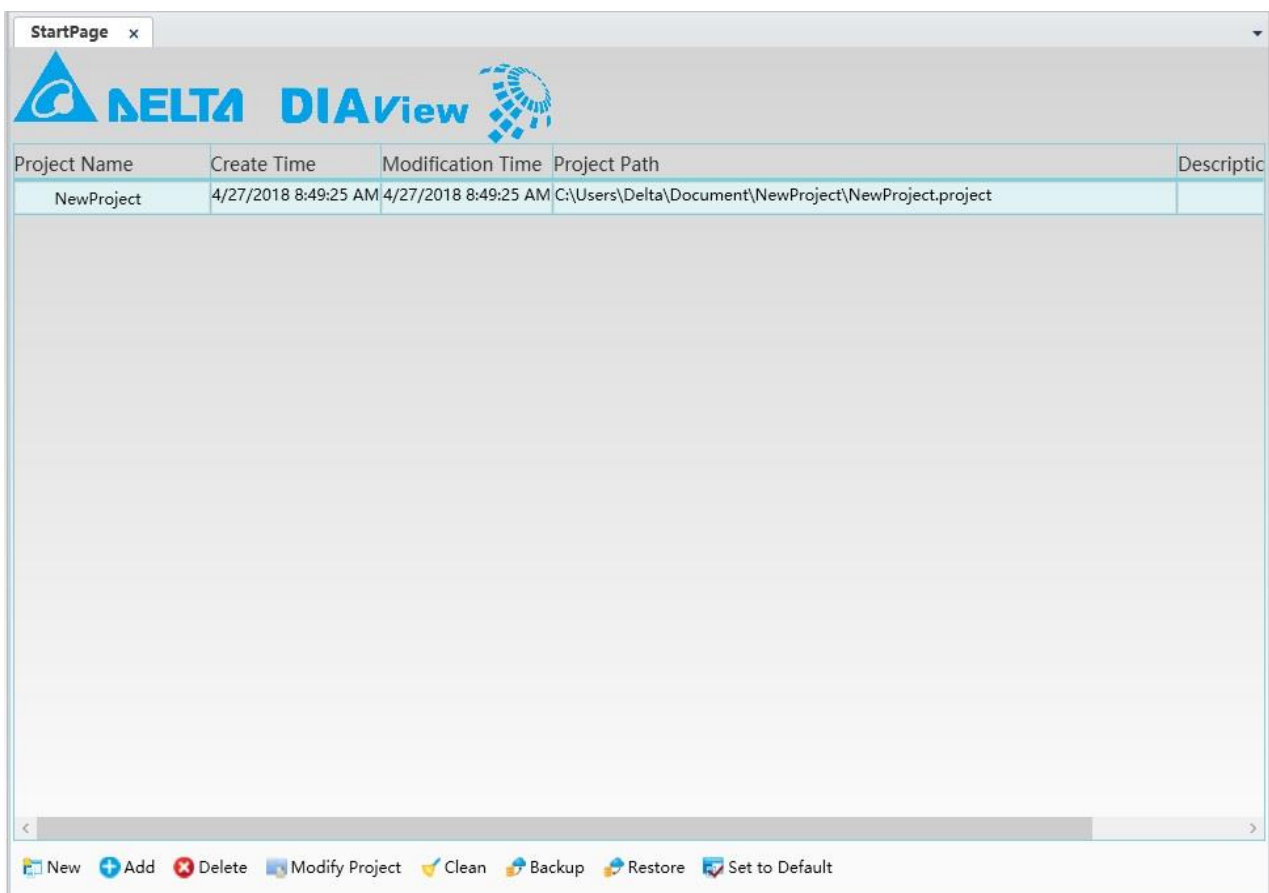 StartPage x
DELTA DIAView
Project Name Create Time Modification Time Project Path Descriptic
NewProject 4/27/2018 8:49:25 AM 4/27/2018 8:49:25 AM C:\Users\Delta\Document\NewProject\NewProject.project
New Add Delete Modify Project Clean Backup Restore Set to Default